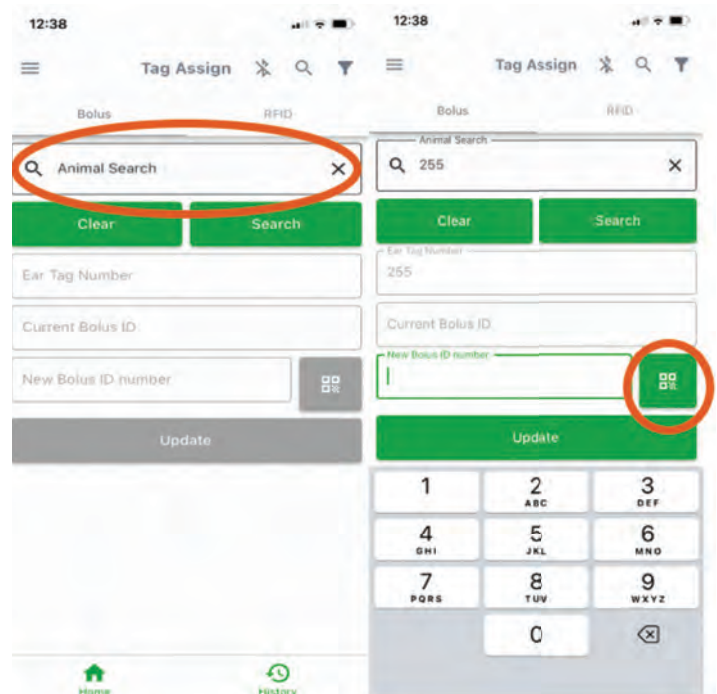 12:38
Tag Assign
Bolus
RFID
Animal Search
Clear
Search
Ear Tag Number
Current Bolus ID
New Bolus ID number
Update
Home
History
12:38
Tag Assign
Bolus
RFID
Animal Search
255
Clear
Search
Ear Tag Number
255
Current Bolus ID
New Bolus ID number
Update
1
2
ABC
3
DEF
4
GHI
5
JKL
6
MNO
7
PQRS
8
TUV
9
WXYZ
0